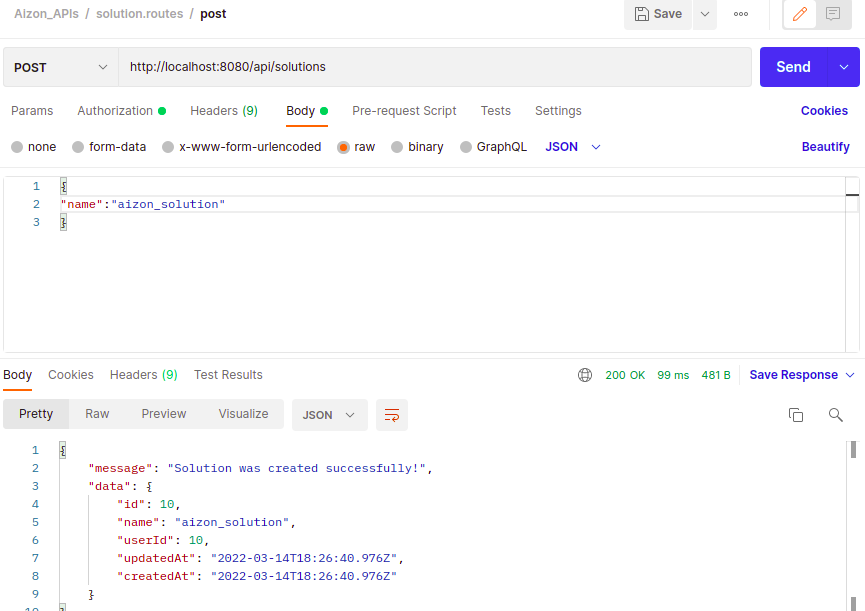 Aizon_APIs / solution.routes / post
Save
POST http://localhost:8080/api/solutions Send
Params Authorization Headers (9) Body Pre-request Script Tests Settings Cookies
none form-data x-www-form-urlencoded raw binary GraphQL JSON Beautify
1 {
2 "name":"aizon_solution"
3 }
Body Cookies Headers (9) Test Results 200 OK 99 ms 481 B Save Response
Pretty Raw Preview Visualize JSON
1 {
2 "message": "Solution was created successfully!",
3 "data": {
4 "id": 10,
5 "name": "aizon_solution",
6 "userId": 10,
7 "updatedAt": "2022-03-14T18:26:40.976Z",
8 "createdAt": "2022-03-14T18:26:40.976Z"
9 }
10 }